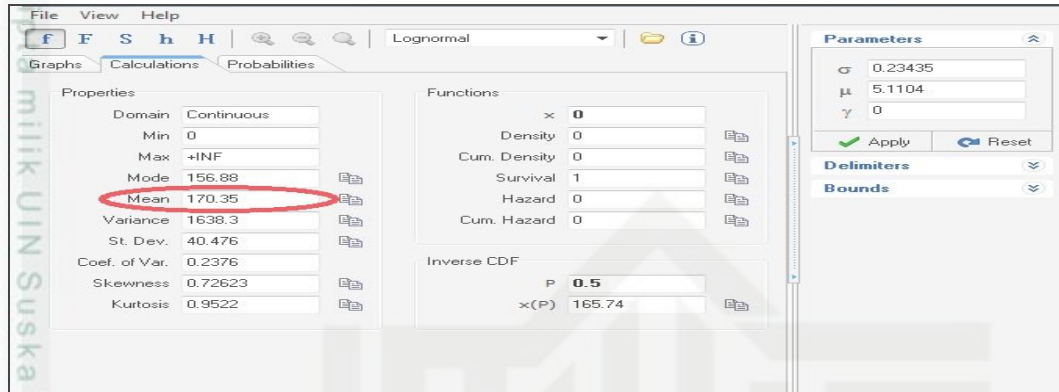 File View Help
f F S h H Lognormal
Graphs Calculations Probabilities
Properties
Domain Continuous
Min 0
Max +INF
Mode 156.88
Mean 170.35
Variance 1638.3
St. Dev. 40.476
Coef. of Var. 0.2376
Skewness 0.72623
Kurtosis 0.9522
Functions
x 0
Density 0
Cum. Density 0
Survival 1
Hazard 0
Cum. Hazard 0
Inverse CDF
P 0.5
x(P) 165.74
Parameters
σ 0.23435
μ 5.1104
γ 0
Apply Reset
Delimiters
Bounds
milik UIN Suska